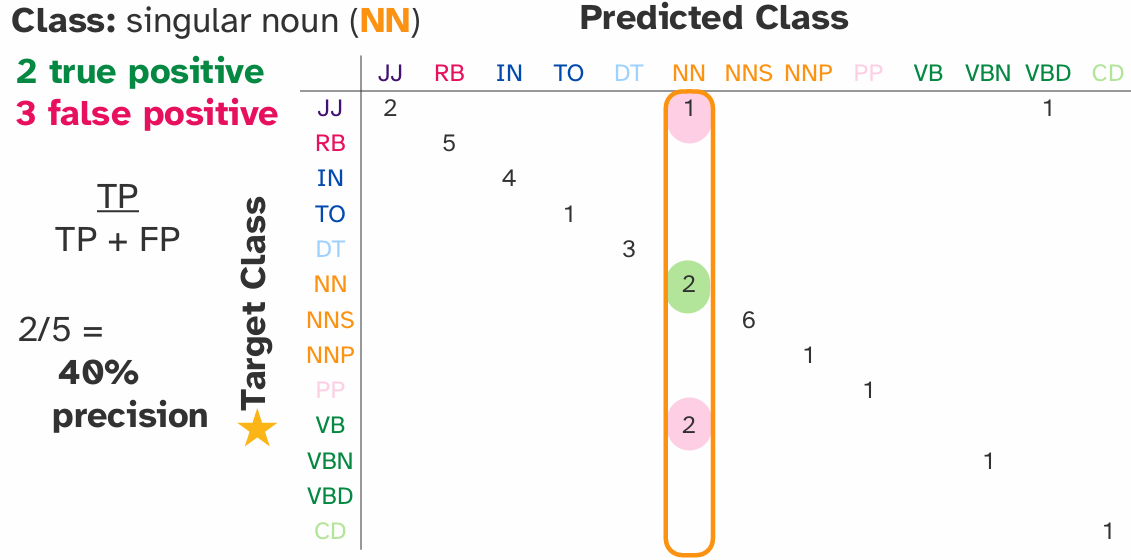 Class: singular noun (NN)
Predicted Class
2 true positive
3 false positive
TP
TP + FP
2/5 =
40%
precision
Target Class
JJ RB IN TO DT NN NNS NNP PP VB VBN VBD CD
JJ 2 1 1
RB 5
IN 4
TO 1
DT 3
NN 2
NNS 6
NNP 1
PP 1
VB 2
VBN 1
VBD
CD 1